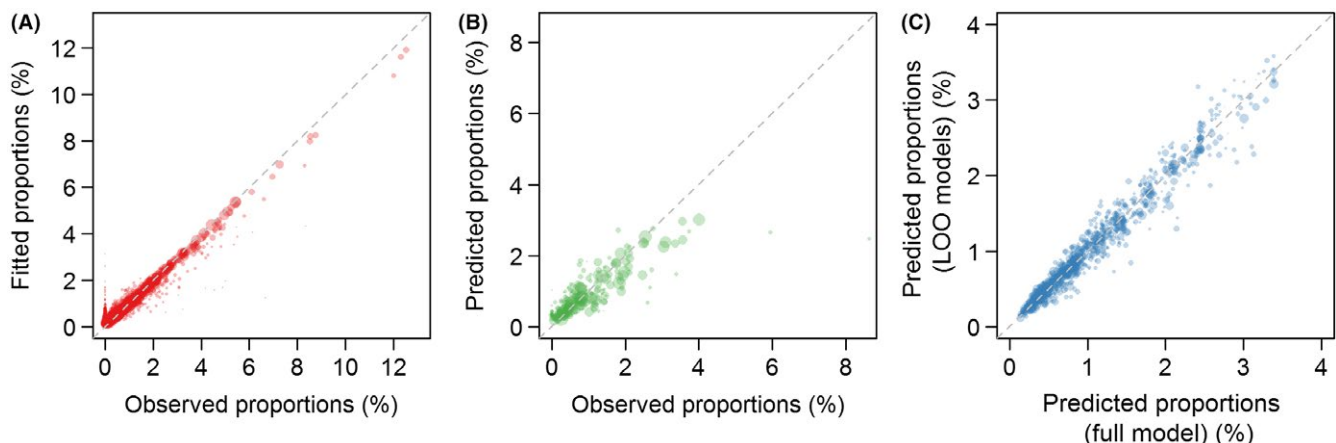 (A)
Fitted proportions (%)
12
10
8
6
4
2
0
0 2 4 6 8 10 12
Observed proportions (%)
(B)
Predicted proportions (%)
8
6
4
2
0
0 2 4 6 8
Observed proportions (%)
(C)
Predicted proportions
(LOO models) (%)
4
3
2
1
0
0 1 2 3 4
Predicted proportions
(full model) (%)